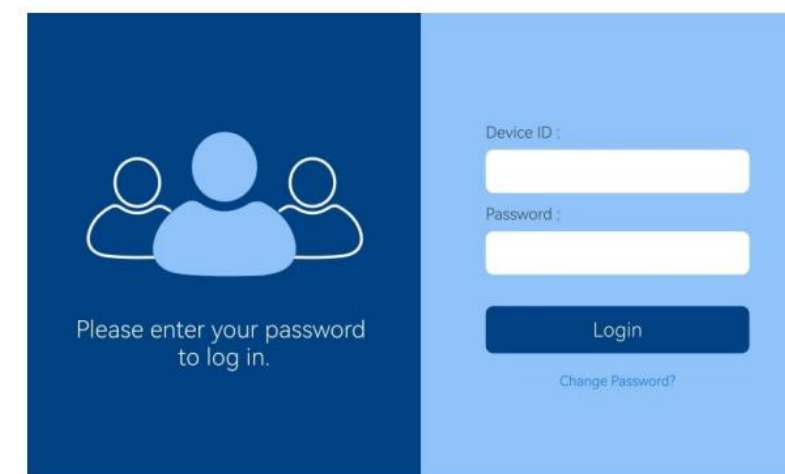 Please enter your password
to log in.
Device ID :
Password :
Login
Change Password?